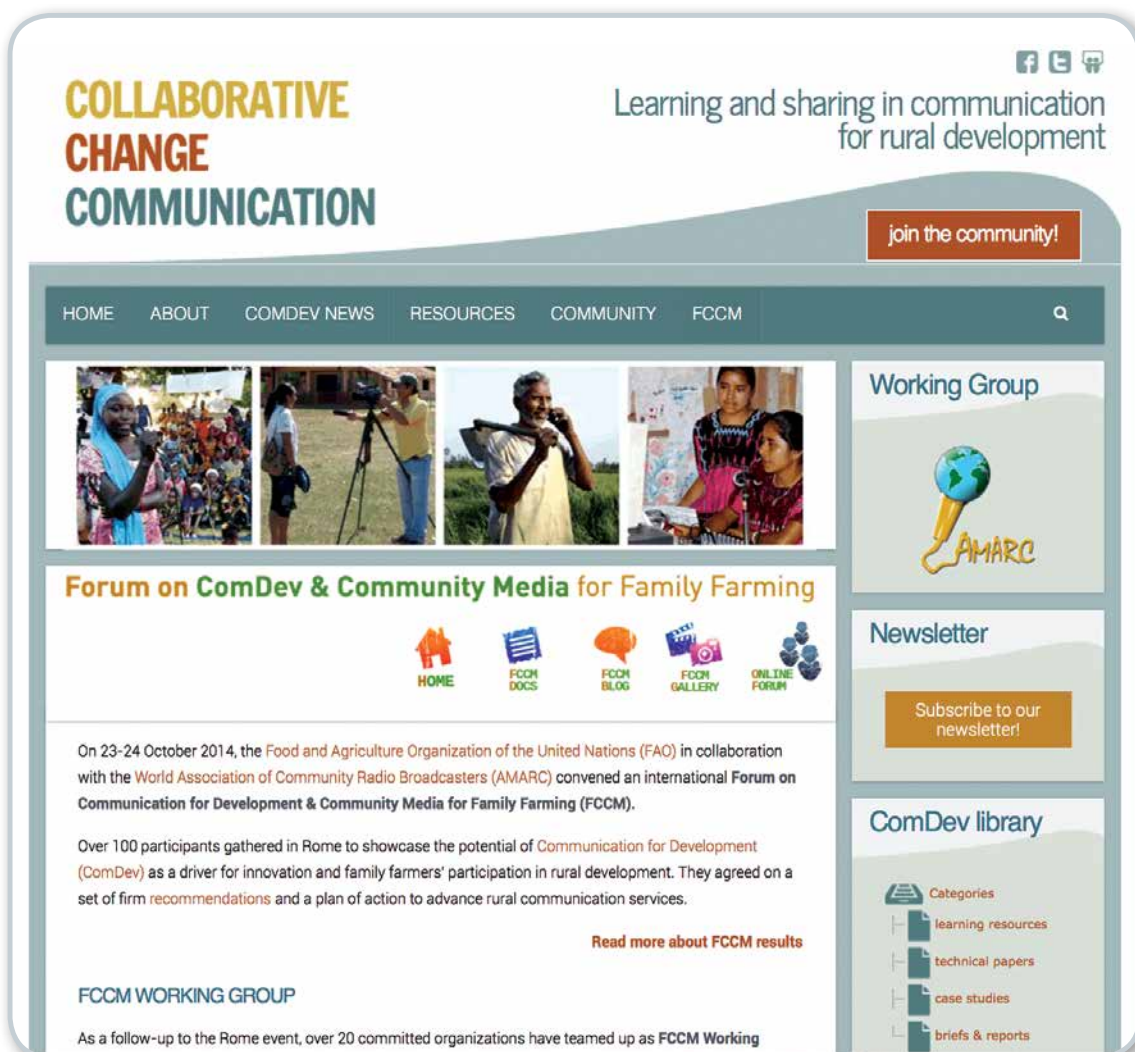 COLLABORATIVE
CHANGE
COMMUNICATION
Learning and sharing in communication
for rural development
join the community!
HOME ABOUT COMDEV NEWS RESOURCES COMMUNITY FCCM
Forum on ComDev & Community Media for Family Farming
HOME
FCCM
DOCS
FCCM
BLOG
FCCM
GALLERY
ONLINE
FORUM
On 23-24 October 2014, the Food and Agriculture Organization of the United Nations (FAO) in collaboration
with the World Association of Community Radio Broadcasters (AMARC) convened an international Forum on
Communication for Development & Community Media for Family Farming (FCCM).
Over 100 participants gathered in Rome to showcase the potential of Communication for Development
(ComDev) as a driver for innovation and family farmers' participation in rural development. They agreed on a
set of firm recommendations and a plan of action to advance rural communication services.
Read more about FCCM results
FCCM WORKING GROUP
As a follow-up to the Rome event, over 20 committed organizations have teamed up as FCCM Working
Working Group
AMARC
Newsletter
Subscribe to our
newsletter!
ComDev library
Categories
learning resources
technical papers
case studies
briefs & reports